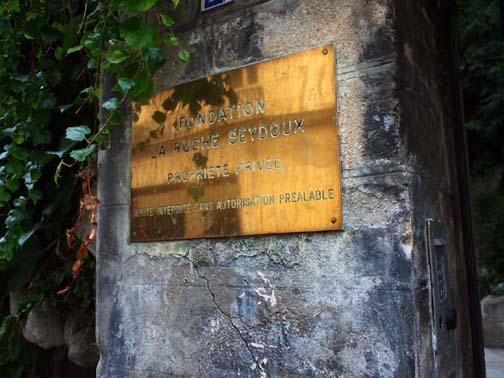 FONDATION
LA RUCHE SEYDOUX
PROPRIETE PRIVEE
VISITE INTERDITE SANS AUTORISATION PREALABLE